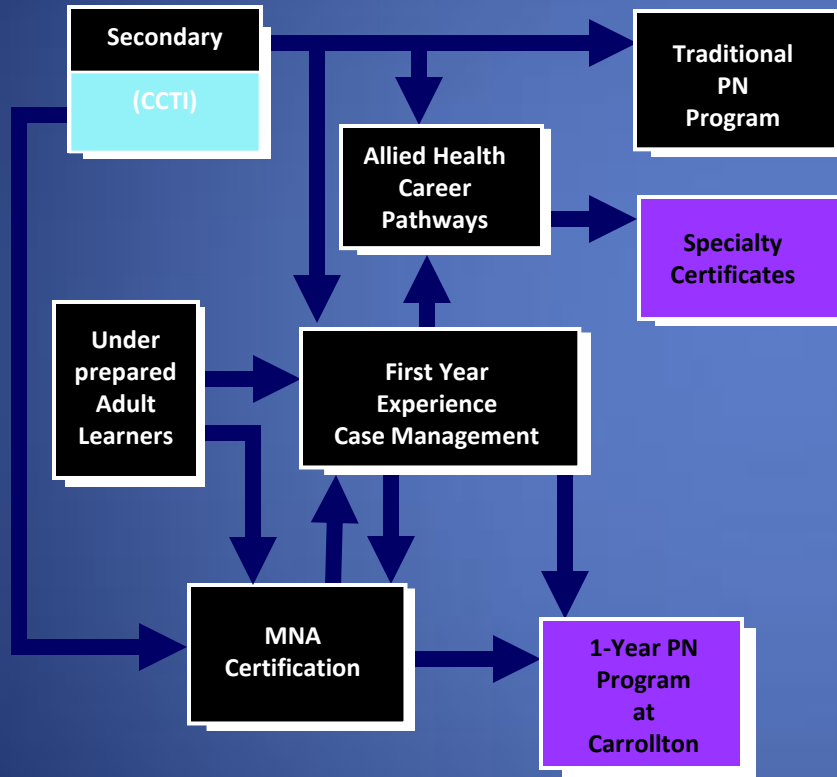 Secondary
(CCTI)
Traditional
PN
Program
Allied Health
Career
Pathways
Specialty
Certificates
Under
prepared
Adult
Learners
First Year
Experience
Case Management
MNA
Certification
1-Year PN
Program
at
Carrollton